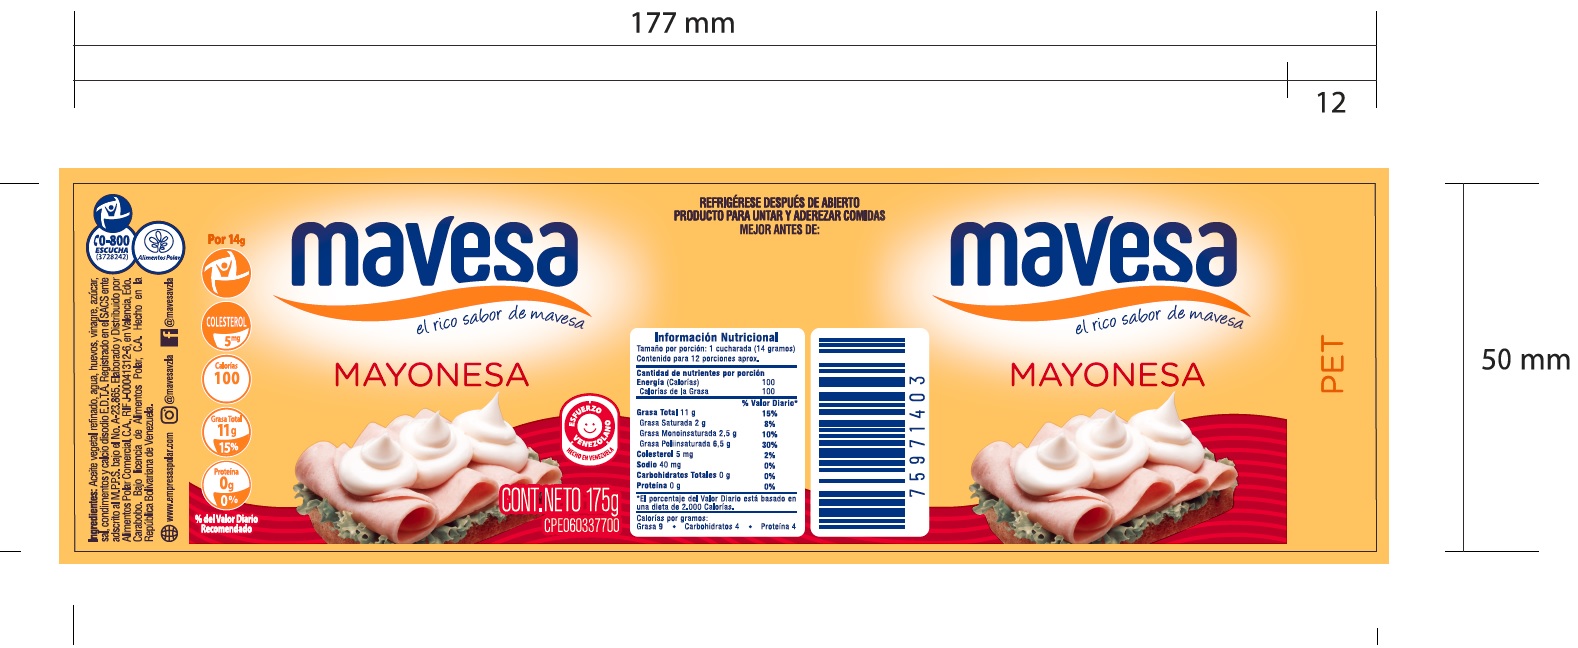 177 mm
12
50 mm
0-800
ESCUCHA
(3728242)
Alimentos Polar
Ingredientes: Aceite vegetal refinado, agua, huevos, vinagre, azúcar,
sal, condimentos y calcio disodio E.D.T.A. Registrado en el SACS ente
adscrito al M.P.P.S. bajo el No. A-23.865. Elaborado y Distribuido por
Alimentos Polar Comercial, C.A., RIF J-00041312-6, en Valencia, Edo.
Carabobo. Bajo licencia de Alimentos Polar, C.A. Hecho en la
República Bolivariana de Venezuela.
www.empresaspolar.com @mavesavzla @mavesavzla
Por 14g
COLESTEROL
5mg
Calorías
100
Grasa Total
11g
15%
Proteína
0g
0%
% del Valor Diario
Recomendado
mavesa
el rico sabor de mavesa
MAYONESA
ESFUERZO
VENEZOLANO
HECHO EN VENEZUELA
CONT. NETO 175g
CPE060337700
REFRIGÉRESE DESPUÉS DE ABIERTO
PRODUCTO PARA UNTAR Y ADEREZAR COMIDAS
MEJOR ANTES DE:
Información Nutricional
Tamaño por porción: 1 cucharada (14 gramos)
Contenido para 12 porciones aprox.
Cantidad de nutrientes por porción
Energía (Calorías) 100
Calorías de la Grasa 100
% Valor Diario*
Grasa Total 11 g 15%
Grasa Saturada 2 g 8%
Grasa Monoinsaturada 2,5 g 10%
Grasa Poliinsaturada 6,5 g 30%
Colesterol 5 mg 2%
Sodio 40 mg 0%
Carbohidratos Totales 0 g 0%
Proteína 0 g 0%
*El porcentaje del Valor Diario está basado en
una dieta de 2.000 Calorías.
Calorías por gramos:
Grasa 9 • Carbohidratos 4 • Proteína 4
75971403
mavesa
el rico sabor de mavesa
MAYONESA
PET